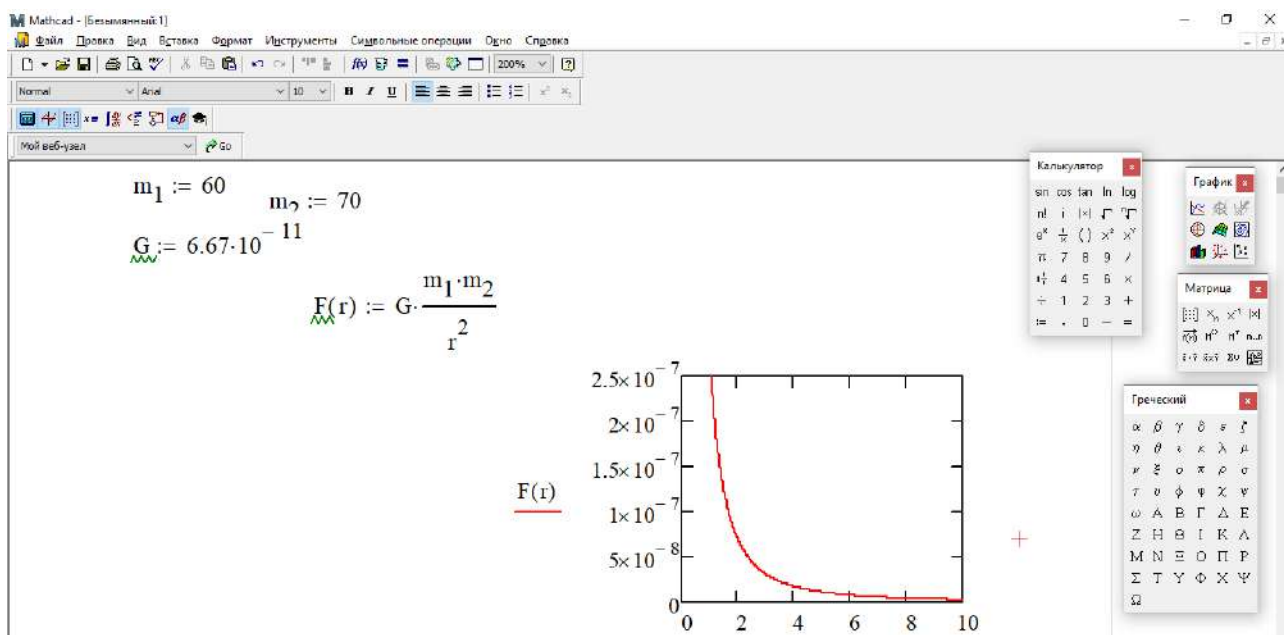 Mathcad - [Безымянный:1]
Файл Правка Вид Вставка Формат Инструменты Символьные операции Окно Справка
200%
Normal Arial 10 B I U
Мой веб-узел Go
m₁ := 60
m₂ := 70
G := 6.67·10⁻¹¹
F(r) := G· m₁·m₂ / r²
2.5×10⁻⁷
2×10⁻⁷
1.5×10⁻⁷
F(r)
1×10⁻⁷
5×10⁻⁸
0
0 2 4 6 8 10
Калькулятор
sin cos tan ln log
n! i |×| √ ⁿ√
eˣ 1/x ( ) x² xʸ
π 7 8 9 /
4 5 6 ×
÷ 1 2 3 +
:= . 0 − =
График
Матрица
Греческий
α β γ δ ε ζ
η θ ι κ λ μ
ν ξ ο π ρ σ
τ υ ϕ φ χ ψ
ω Α Β Γ Δ Ε
Ζ Η Θ Ι Κ Λ
Μ Ν Ξ Ο Π Ρ
Σ Τ Υ Φ Χ Ψ
Ω